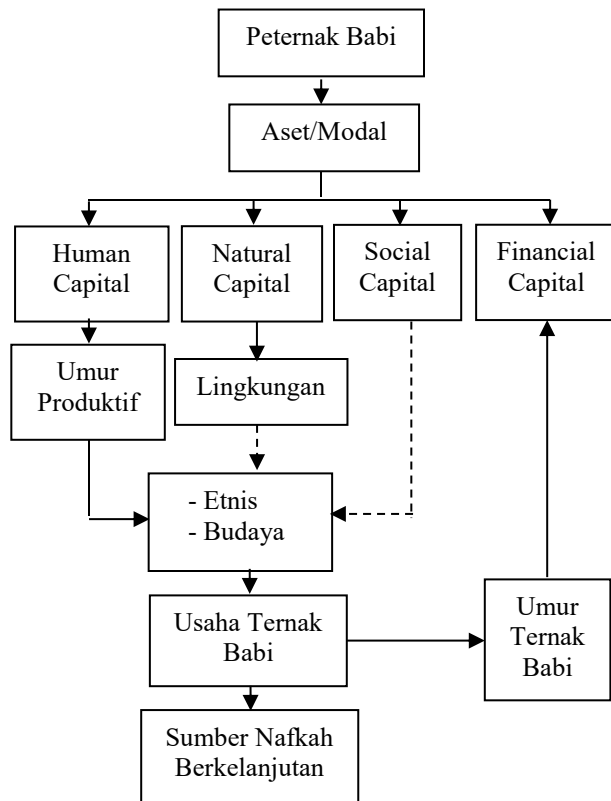 Peternak Babi
Aset/Modal
Human
Capital
Natural
Capital
Social
Capital
Financial
Capital
Umur
Produktif
Lingkungan
- Etnis
- Budaya
Usaha Ternak
Babi
Umur
Ternak
Babi
Sumber Nafkah
Berkelanjutan